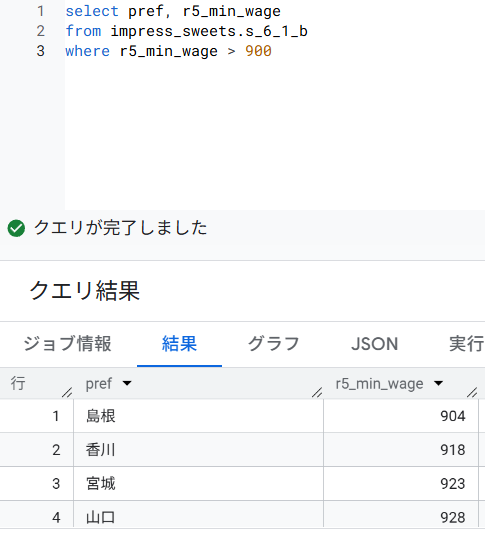 1 select pref, r5_min_wage
2 from impress_sweets.s_6_1_b
3 where r5_min_wage > 900
クエリが完了しました
クエリ結果
ジョブ情報 結果 グラフ JSON 実行
行 pref r5_min_wage
1 島根 904
2 香川 918
3 宮城 923
4 山口 928